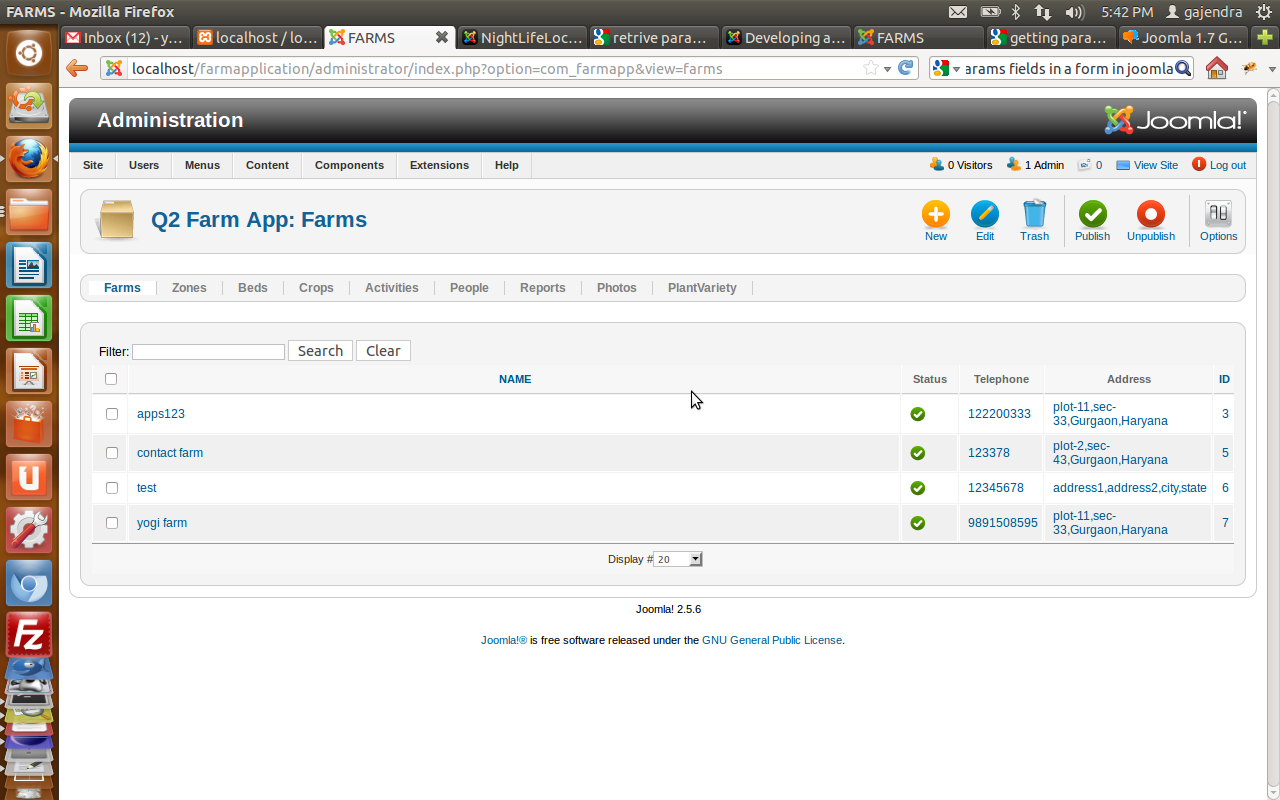 FARMS - Mozilla Firefox
5:42 PM gajendra
Inbox (12) - y... localhost / lo... FARMS NightLifeLoc... retrive para... Developing a... FARMS getting para... Joomla 1.7 G...
localhost/farmapplication/administrator/index.php?option=com_farmapp&view=farms
arams fields in a form in joomla
Administration
Joomla!
Site Users Menus Content Components Extensions Help
0 Visitors 1 Admin 0 View Site Log out
Q2 Farm App: Farms
New Edit Trash Publish Unpublish Options
Farms Zones Beds Crops Activities People Reports Photos PlantVariety
Filter: Search Clear
NAME Status Telephone Address ID
apps123 122200333 plot-11,sec-
33,Gurgaon,Haryana 3
contact farm 123378 plot-2,sec-
43,Gurgaon,Haryana 5
test 12345678 address1,address2,city,state 6
yogi farm 9891508595 plot-11,sec-
33,Gurgaon,Haryana 7
Display # 20
Joomla! 2.5.6
Joomla!® is free software released under the GNU General Public License.
U
Fz